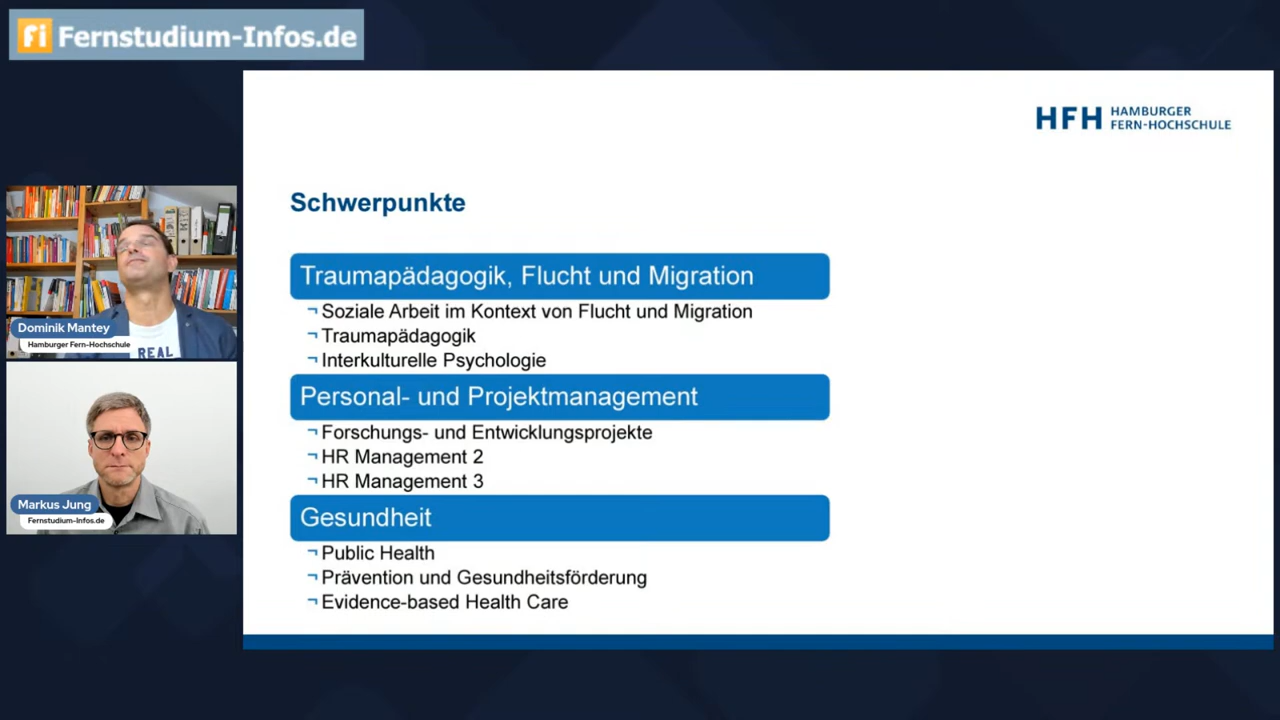 fi Fernstudium-Infos.de
HFH HAMBURGER
FERN-HOCHSCHULE
Schwerpunkte
Traumapädagogik, Flucht und Migration
¬ Soziale Arbeit im Kontext von Flucht und Migration
¬ Traumapädagogik
¬ Interkulturelle Psychologie
Personal- und Projektmanagement
¬ Forschungs- und Entwicklungsprojekte
¬ HR Management 2
¬ HR Management 3
Gesundheit
¬ Public Health
¬ Prävention und Gesundheitsförderung
¬ Evidence-based Health Care
REAL
Dominik Mantey
Hamburger Fern-Hochschule
Markus Jung
Fernstudium-Infos.de